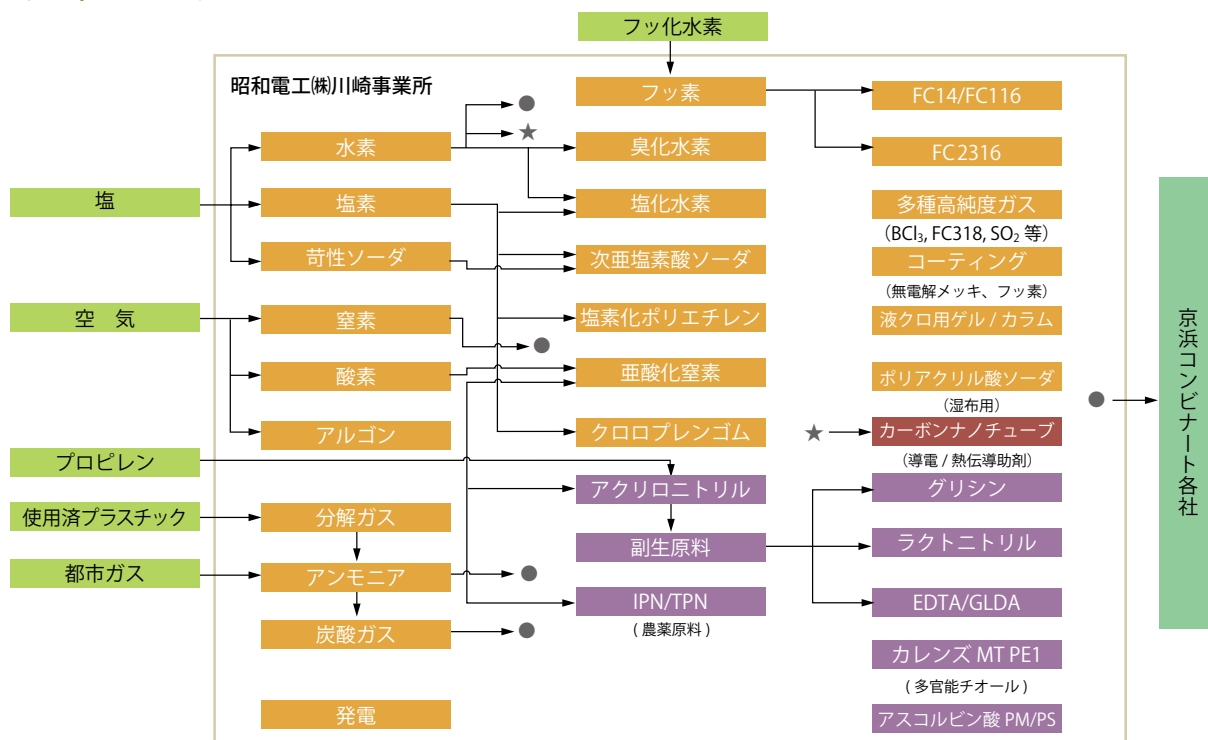 フッ化水素
昭和電工㈱川崎事業所
フッ素
FC14/FC116
水素
臭化水素
FC2316
塩
塩素
塩化水素
多種高純度ガス
（BCl₃, FC318, SO₂ 等）
苛性ソーダ
次亜塩素酸ソーダ
コーティング
（無電解メッキ、フッ素）
空　気
窒素
塩素化ポリエチレン
液クロ用ゲル / カラム
酸素
亜酸化窒素
ポリアクリル酸ソーダ
（湿布用）
アルゴン
クロロプレンゴム
カーボンナノチューブ
（導電 / 熱伝導助剤）
プロピレン
アクリロニトリル
グリシン
使用済プラスチック
分解ガス
副生原料
ラクトニトリル
都市ガス
アンモニア
IPN/TPN
( 農薬原料 )
EDTA/GLDA
炭酸ガス
カレンズ MT PE1
( 多官能チオール )
発電
アスコルビン酸 PM/PS
京浜コンビナート各社